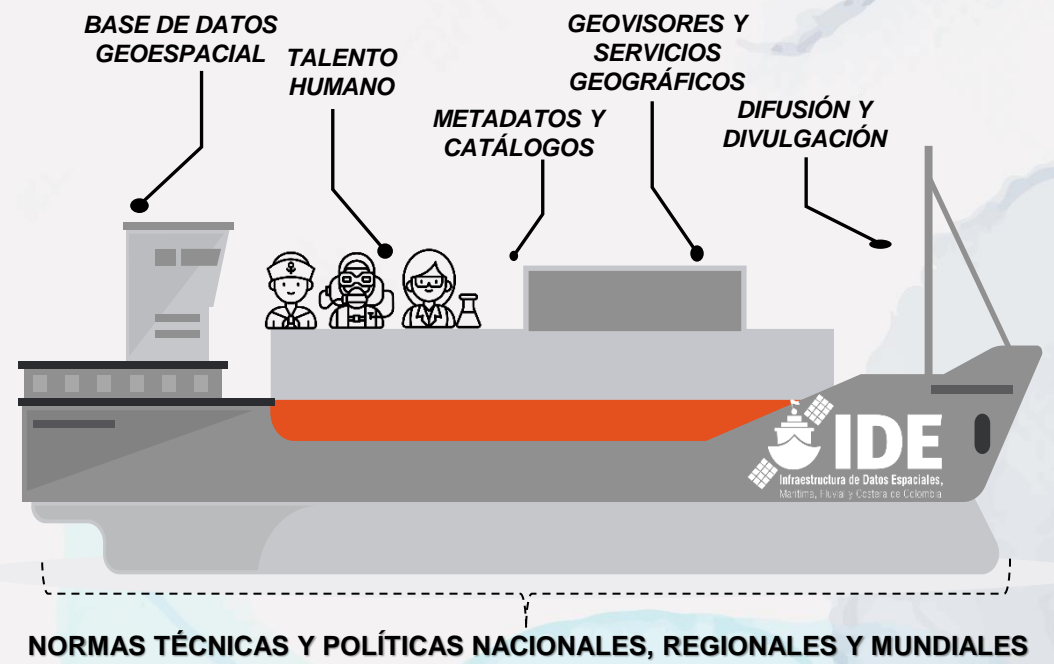 BASE DE DATOS
GEOESPACIAL
TALENTO
HUMANO
METADATOS Y
CATÁLOGOS
GEOVISORES Y
SERVICIOS
GEOGRÁFICOS
DIFUSIÓN Y
DIVULGACIÓN
IDE
Infraestructura de Datos Espaciales,
Marítima, Fluvial y Costera de Colombia
NORMAS TÉCNICAS Y POLÍTICAS NACIONALES, REGIONALES Y MUNDIALES